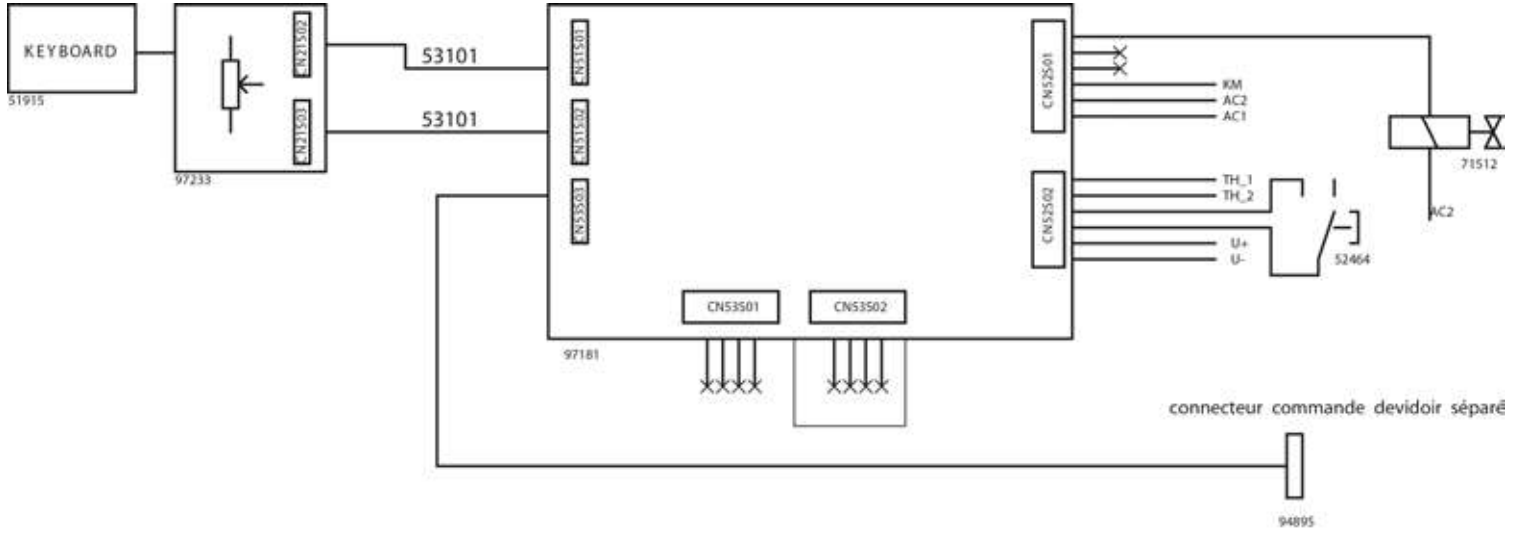 KEYBOARD
51915
97233
CN21S02
CN21S03
53101
53101
CN51S01
CN51S02
CN53S03
CN53S01
CN53S02
97181
CN52S01
KM
AC2
AC1
CN52S02
TH_1
TH_2
U+
U-
52464
71512
AC2
connecteur commande devidoir séparé
94895